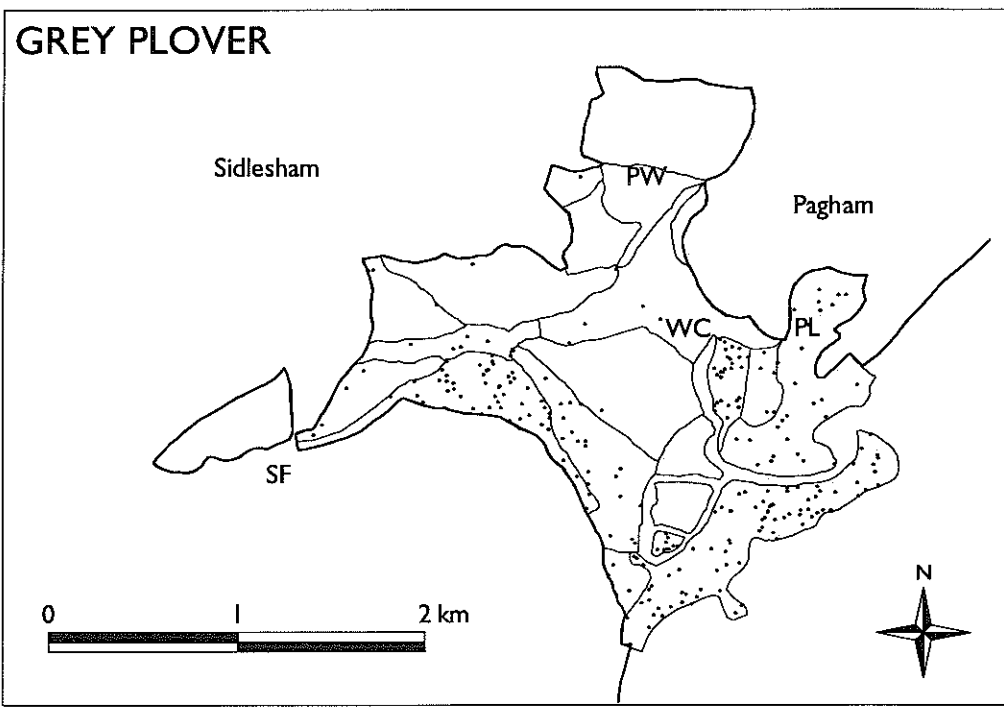 GREY PLOVER
Sidlesham
PW
Pagham
WC
PL
SF
N
0 1 2 km